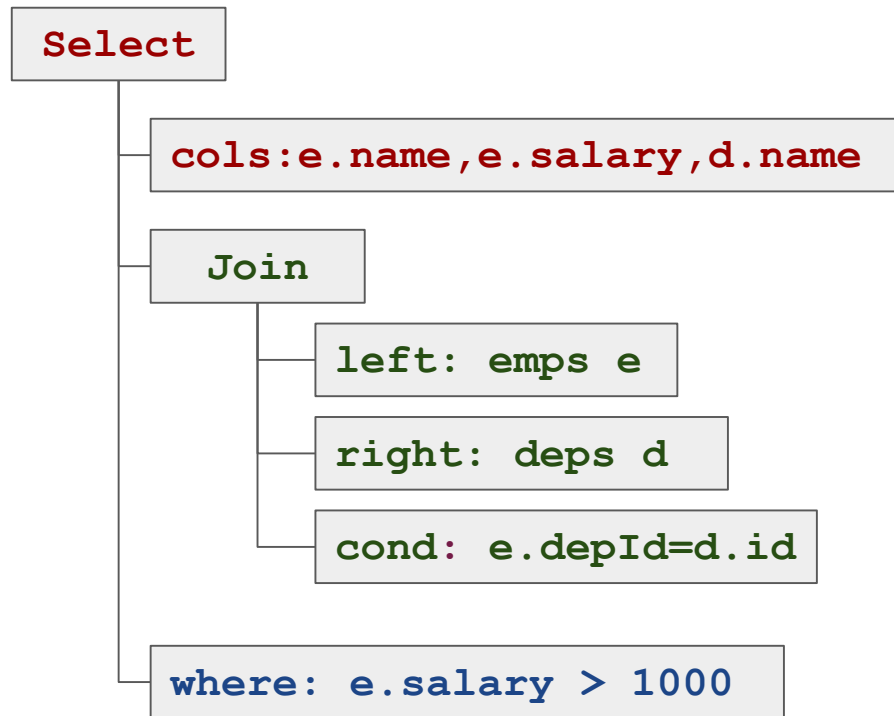 Select
cols:e.name,e.salary,d.name
Join
left: emps e
right: deps d
cond: e.depId=d.id
where: e.salary > 1000